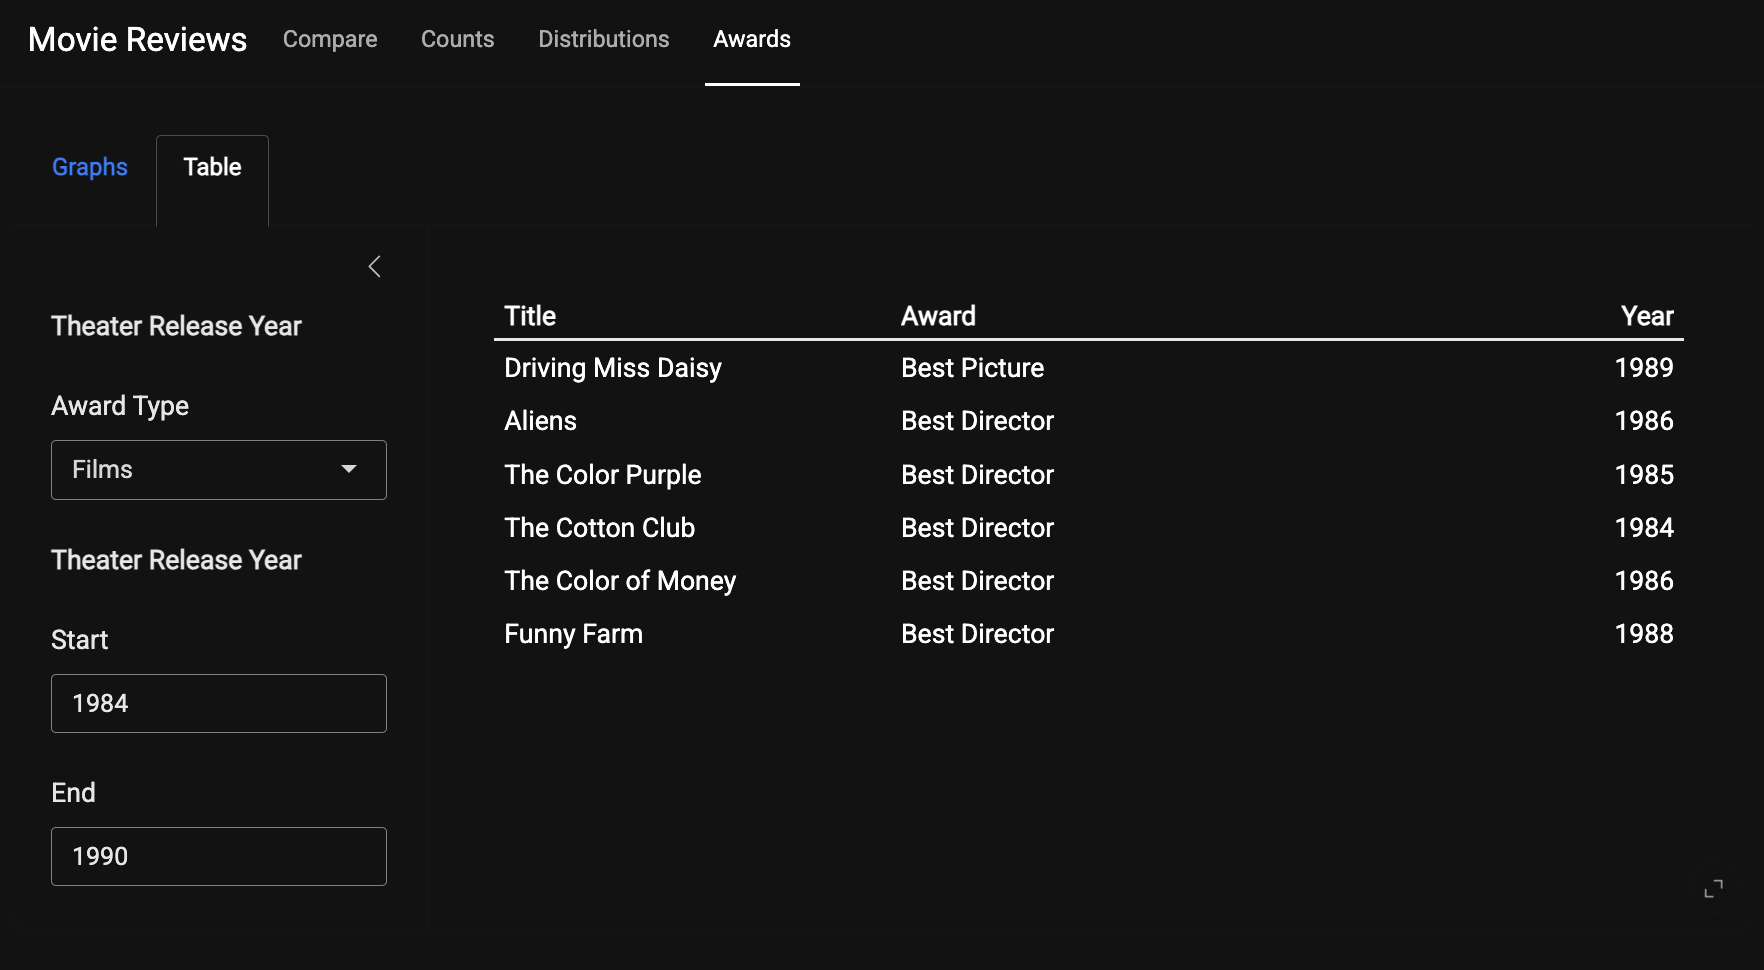 Movie Reviews Compare Counts Distributions Awards
Graphs Table
Theater Release Year
Award Type
Films
Theater Release Year
Start
1984
End
1990
Title Award Year
Driving Miss Daisy Best Picture 1989
Aliens Best Director 1986
The Color Purple Best Director 1985
The Cotton Club Best Director 1984
The Color of Money Best Director 1986
Funny Farm Best Director 1988